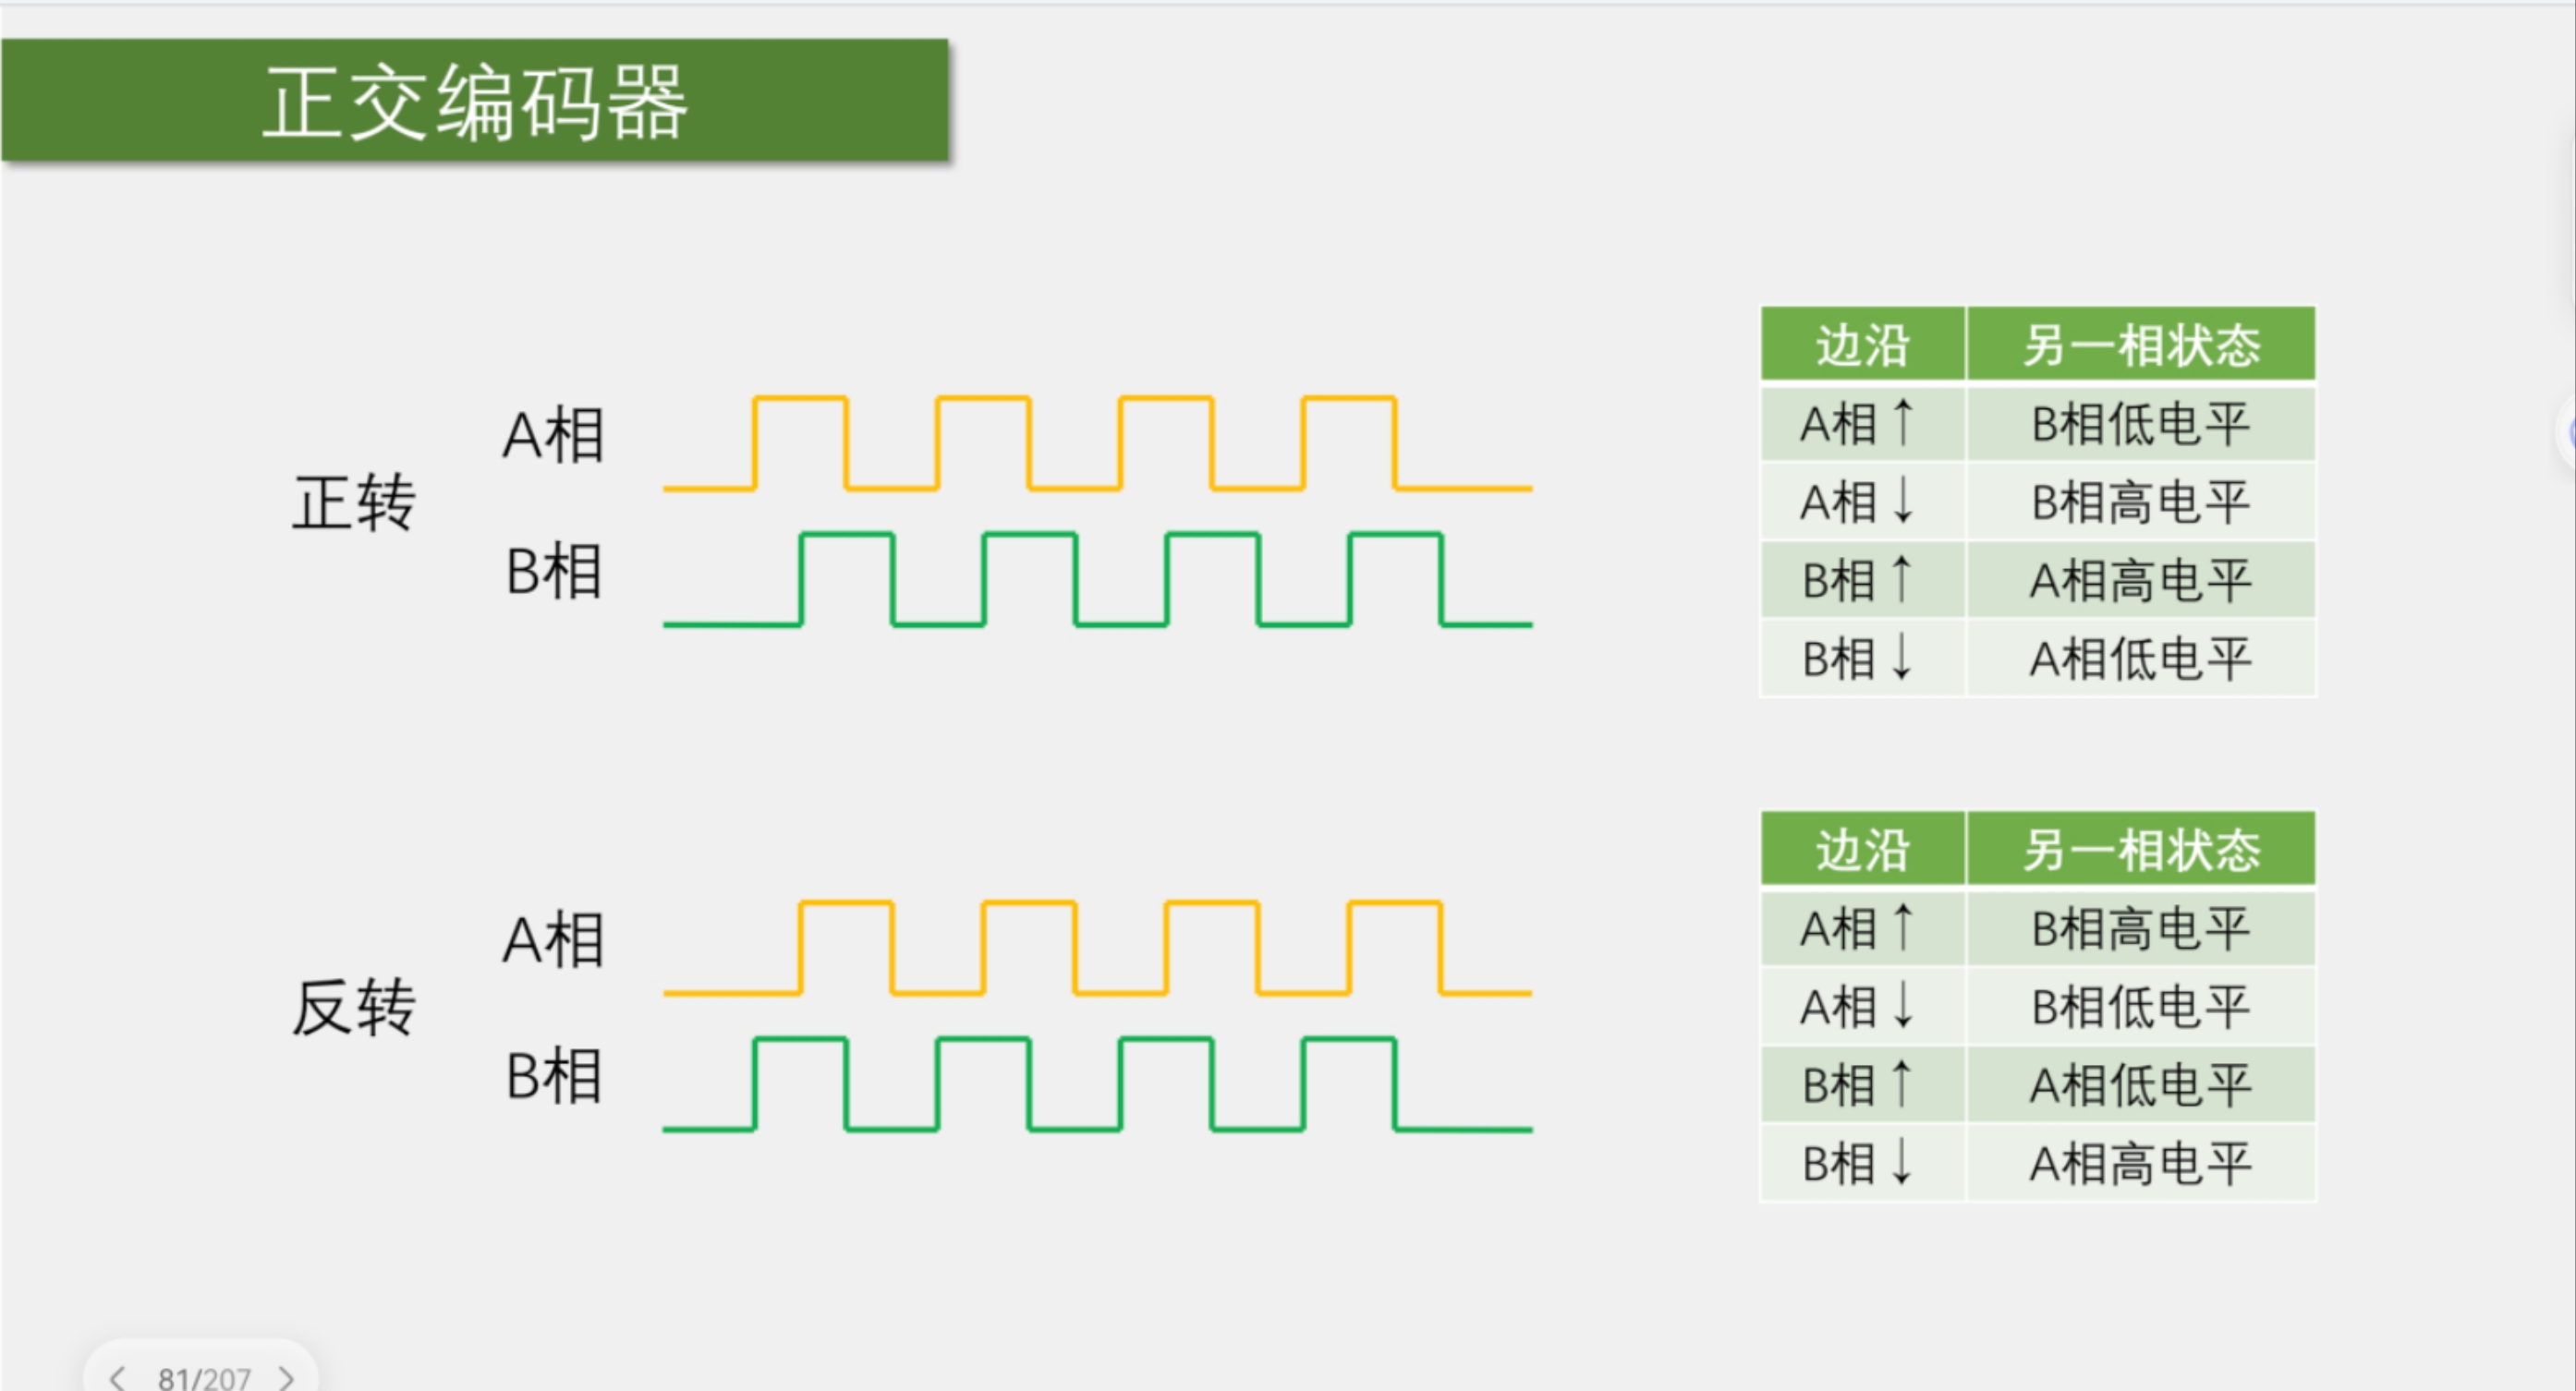 正交编码器
正转
A相
B相
边沿 另一相状态
A相↑ B相低电平
A相↓ B相高电平
B相↑ A相高电平
B相↓ A相低电平
反转
A相
B相
边沿 另一相状态
A相↑ B相高电平
A相↓ B相低电平
B相↑ A相低电平
B相↓ A相高电平
81/207